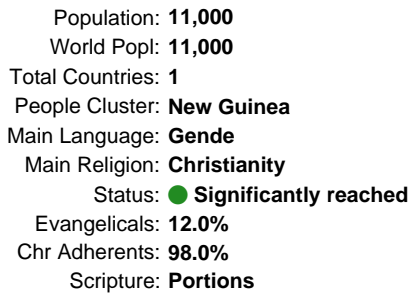 Population: 11,000
World Popl: 11,000
Total Countries: 1
People Cluster: New Guinea
Main Language: Gende
Main Religion: Christianity
Status: Significantly reached
Evangelicals: 12.0%
Chr Adherents: 98.0%
Scripture: Portions